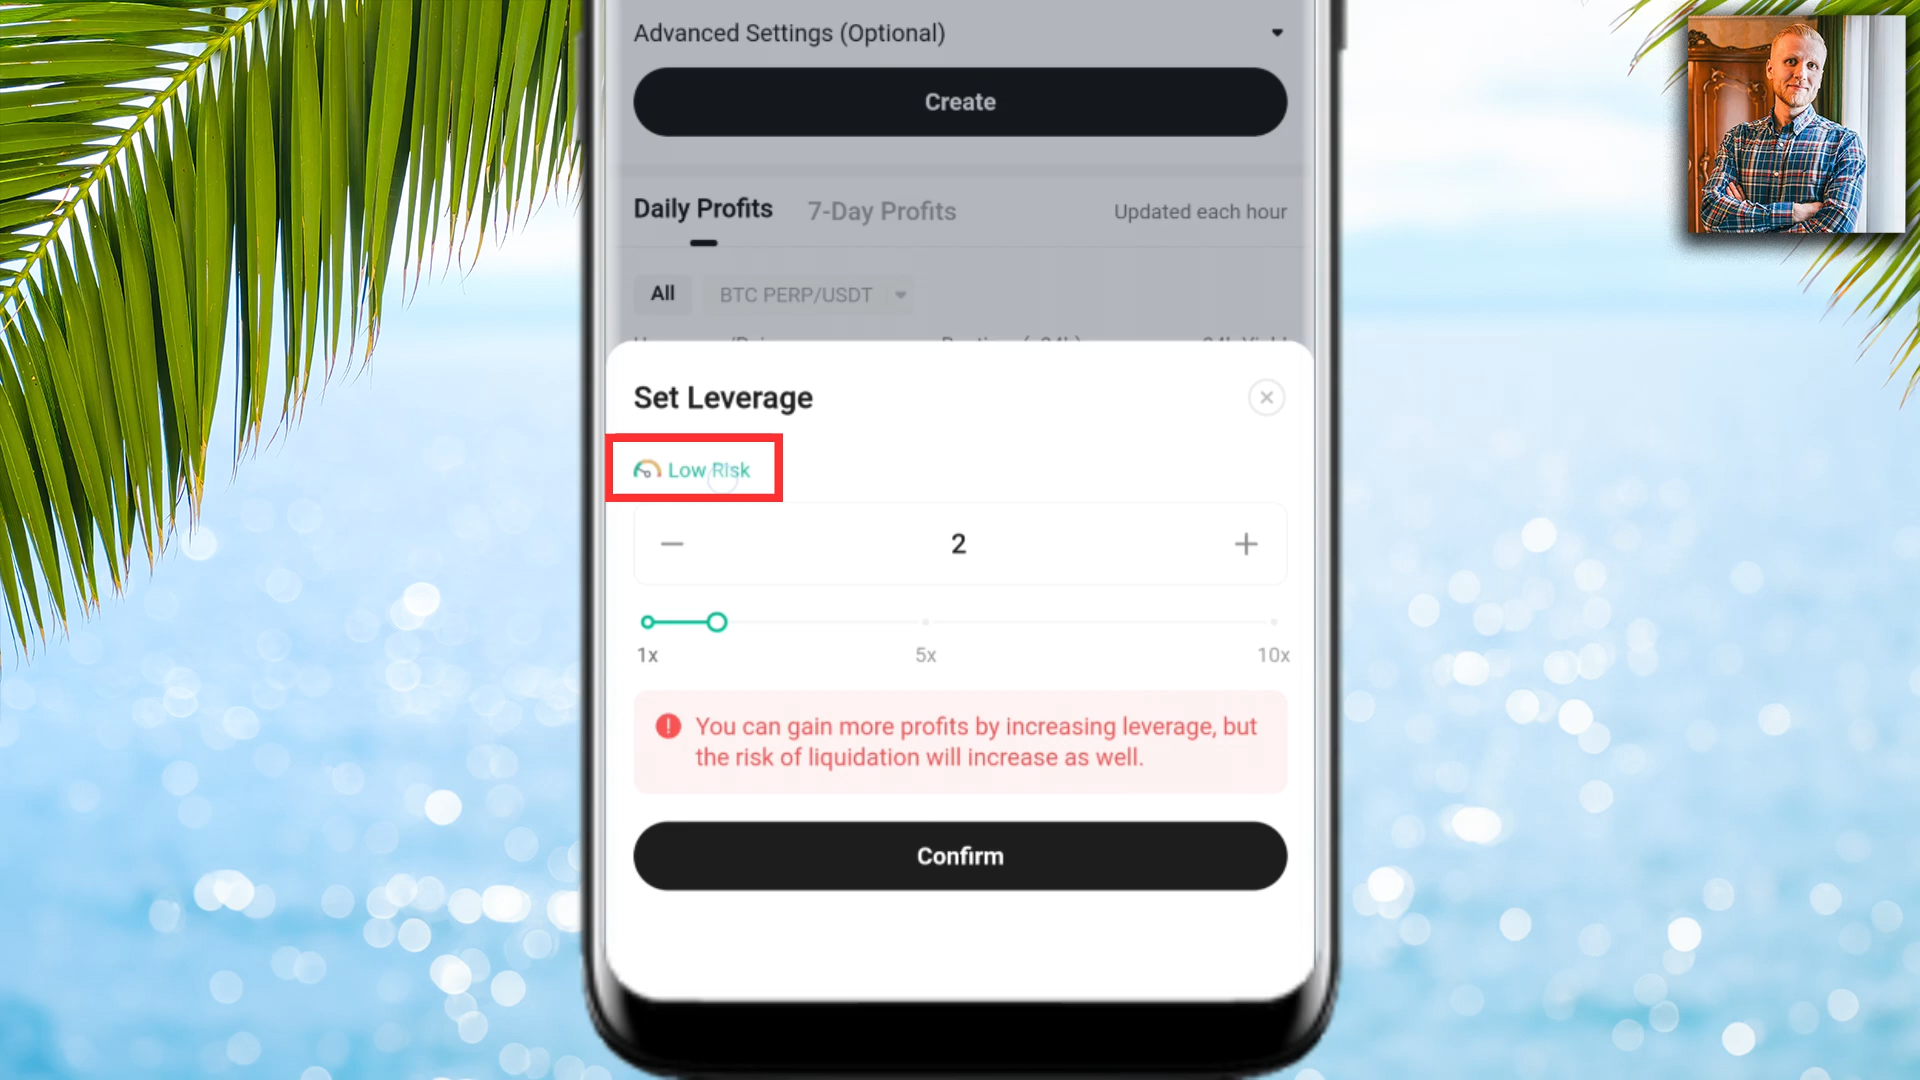 Advanced Settings (Optional)
Create
Daily Profits 7-Day Profits Updated each hour
All BTC PERP/USDT
Set Leverage
Low Risk
2
1x 5x 10x
You can gain more profits by increasing leverage, but
the risk of liquidation will increase as well.
Confirm